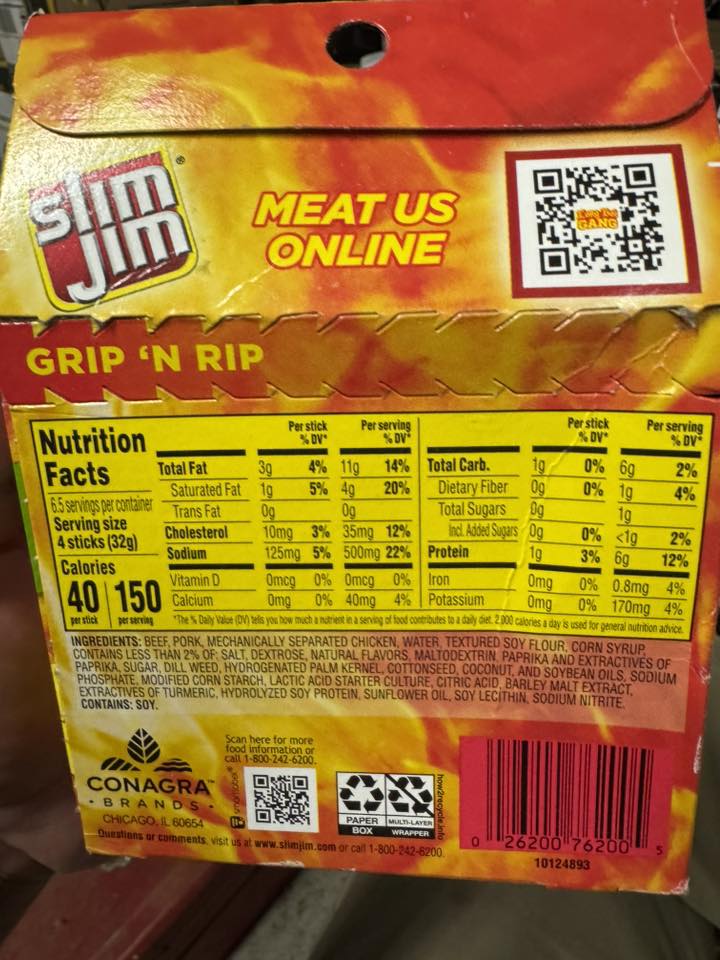 slim
jim®
MEAT US
ONLINE
Long Boi
GANG
GRIP 'N RIP
Nutrition
Facts
6.5 servings per container
Serving size
4 sticks (32g)
Calories
40 150
per stick per serving
Per stick Per serving
% DV* % DV*
Total Fat 3g 4% 11g 14%
Saturated Fat 1g 5% 4g 20%
Trans Fat 0g 0g
Cholesterol 10mg 3% 35mg 12%
Sodium 125mg 5% 500mg 22%
Vitamin D 0mcg 0% 0mcg 0%
Calcium 0mg 0% 40mg 4%
Per stick Per serving
% DV* % DV*
Total Carb. 1g 0% 6g 2%
Dietary Fiber 0g 0% 1g 4%
Total Sugars 0g 1g
Incl. Added Sugars 0g 0% <1g 2%
Protein 1g 3% 6g 12%
Iron 0mg 0% 0.8mg 4%
Potassium 0mg 0% 170mg 4%
*The % Daily Value (DV) tells you how much a nutrient in a serving of food contributes to a daily diet. 2,000 calories a day is used for general nutrition advice.
INGREDIENTS: BEEF, PORK, MECHANICALLY SEPARATED CHICKEN, WATER, TEXTURED SOY FLOUR, CORN SYRUP,
CONTAINS LESS THAN 2% OF: SALT, DEXTROSE, NATURAL FLAVORS, MALTODEXTRIN, PAPRIKA AND EXTRACTIVES OF
PAPRIKA, SUGAR, DILL WEED, HYDROGENATED PALM KERNEL, COTTONSEED, COCONUT, AND SOYBEAN OILS, SODIUM
PHOSPHATE, MODIFIED CORN STARCH, LACTIC ACID STARTER CULTURE, CITRIC ACID, BARLEY MALT EXTRACT,
EXTRACTIVES OF TURMERIC, HYDROLYZED SOY PROTEIN, SUNFLOWER OIL, SOY LECITHIN, SODIUM NITRITE.
CONTAINS: SOY.
CONAGRA™
• BRANDS •
CHICAGO, IL 60654
Scan here for more
food information or
call 1-800-242-6200.
smartlabel®
PAPER
BOX
MULTI-LAYER
WRAPPER
how2recycle.info
Questions or comments, visit us at www.slimjim.com or call 1-800-242-6200.
0 26200 76200 5
10124893